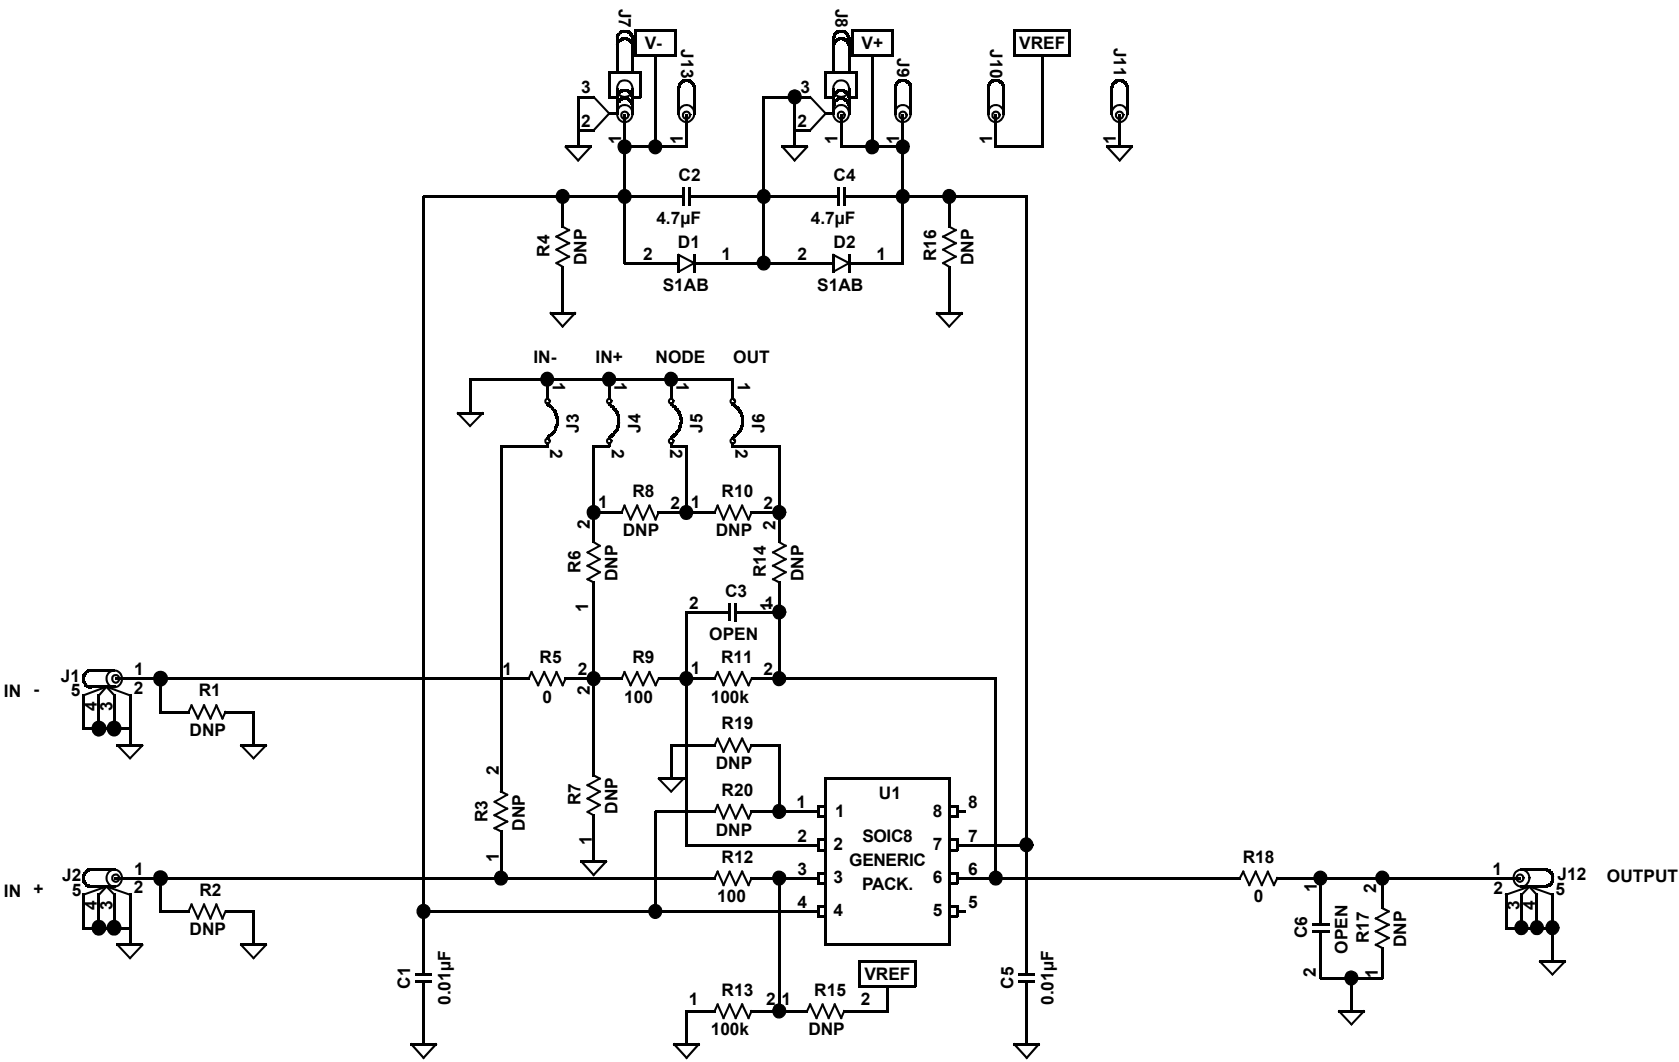 J7
V-
J13
J8
V+
J9
J10
VREF
J11
3
2
1
1
3
2
1
1
1
1
C2
4.7µF
C4
4.7µF
R4
DNP
D1
2
1
S1AB
D2
2
1
S1AB
R16
DNP
IN-
IN+
NODE
OUT
1
1
1
1
J3
J4
J5
J6
2
2
2
2
R8
1
2
DNP
R10
1
2
DNP
2
R6
DNP
1
2
R14
DNP
1
C3
2
1
OPEN
IN -
J1
1
5
4
3
2
R1
DNP
R5
1
2
0
R9
2
100
R11
1
2
100k
R19
DNP
R20
DNP
2
R3
DNP
1
R7
DNP
1
U1
SOIC8
GENERIC
PACK.
1
1
8
8
2
2
7
7
3
3
6
6
4
4
5
5
IN +
J2
1
5
4
3
2
R2
DNP
R12
100
R18
0
1
C6
OPEN
2
2
R17
DNP
1
1
J12
OUTPUT
2
3
4
5
C1
0.01µF
C5
0.01µF
R13
1
2
100k
R15
1
2
DNP
VREF